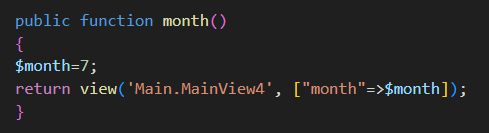 public function month()
{
$month=7;
return view('Main.MainView4', ["month"=>$month]);
}